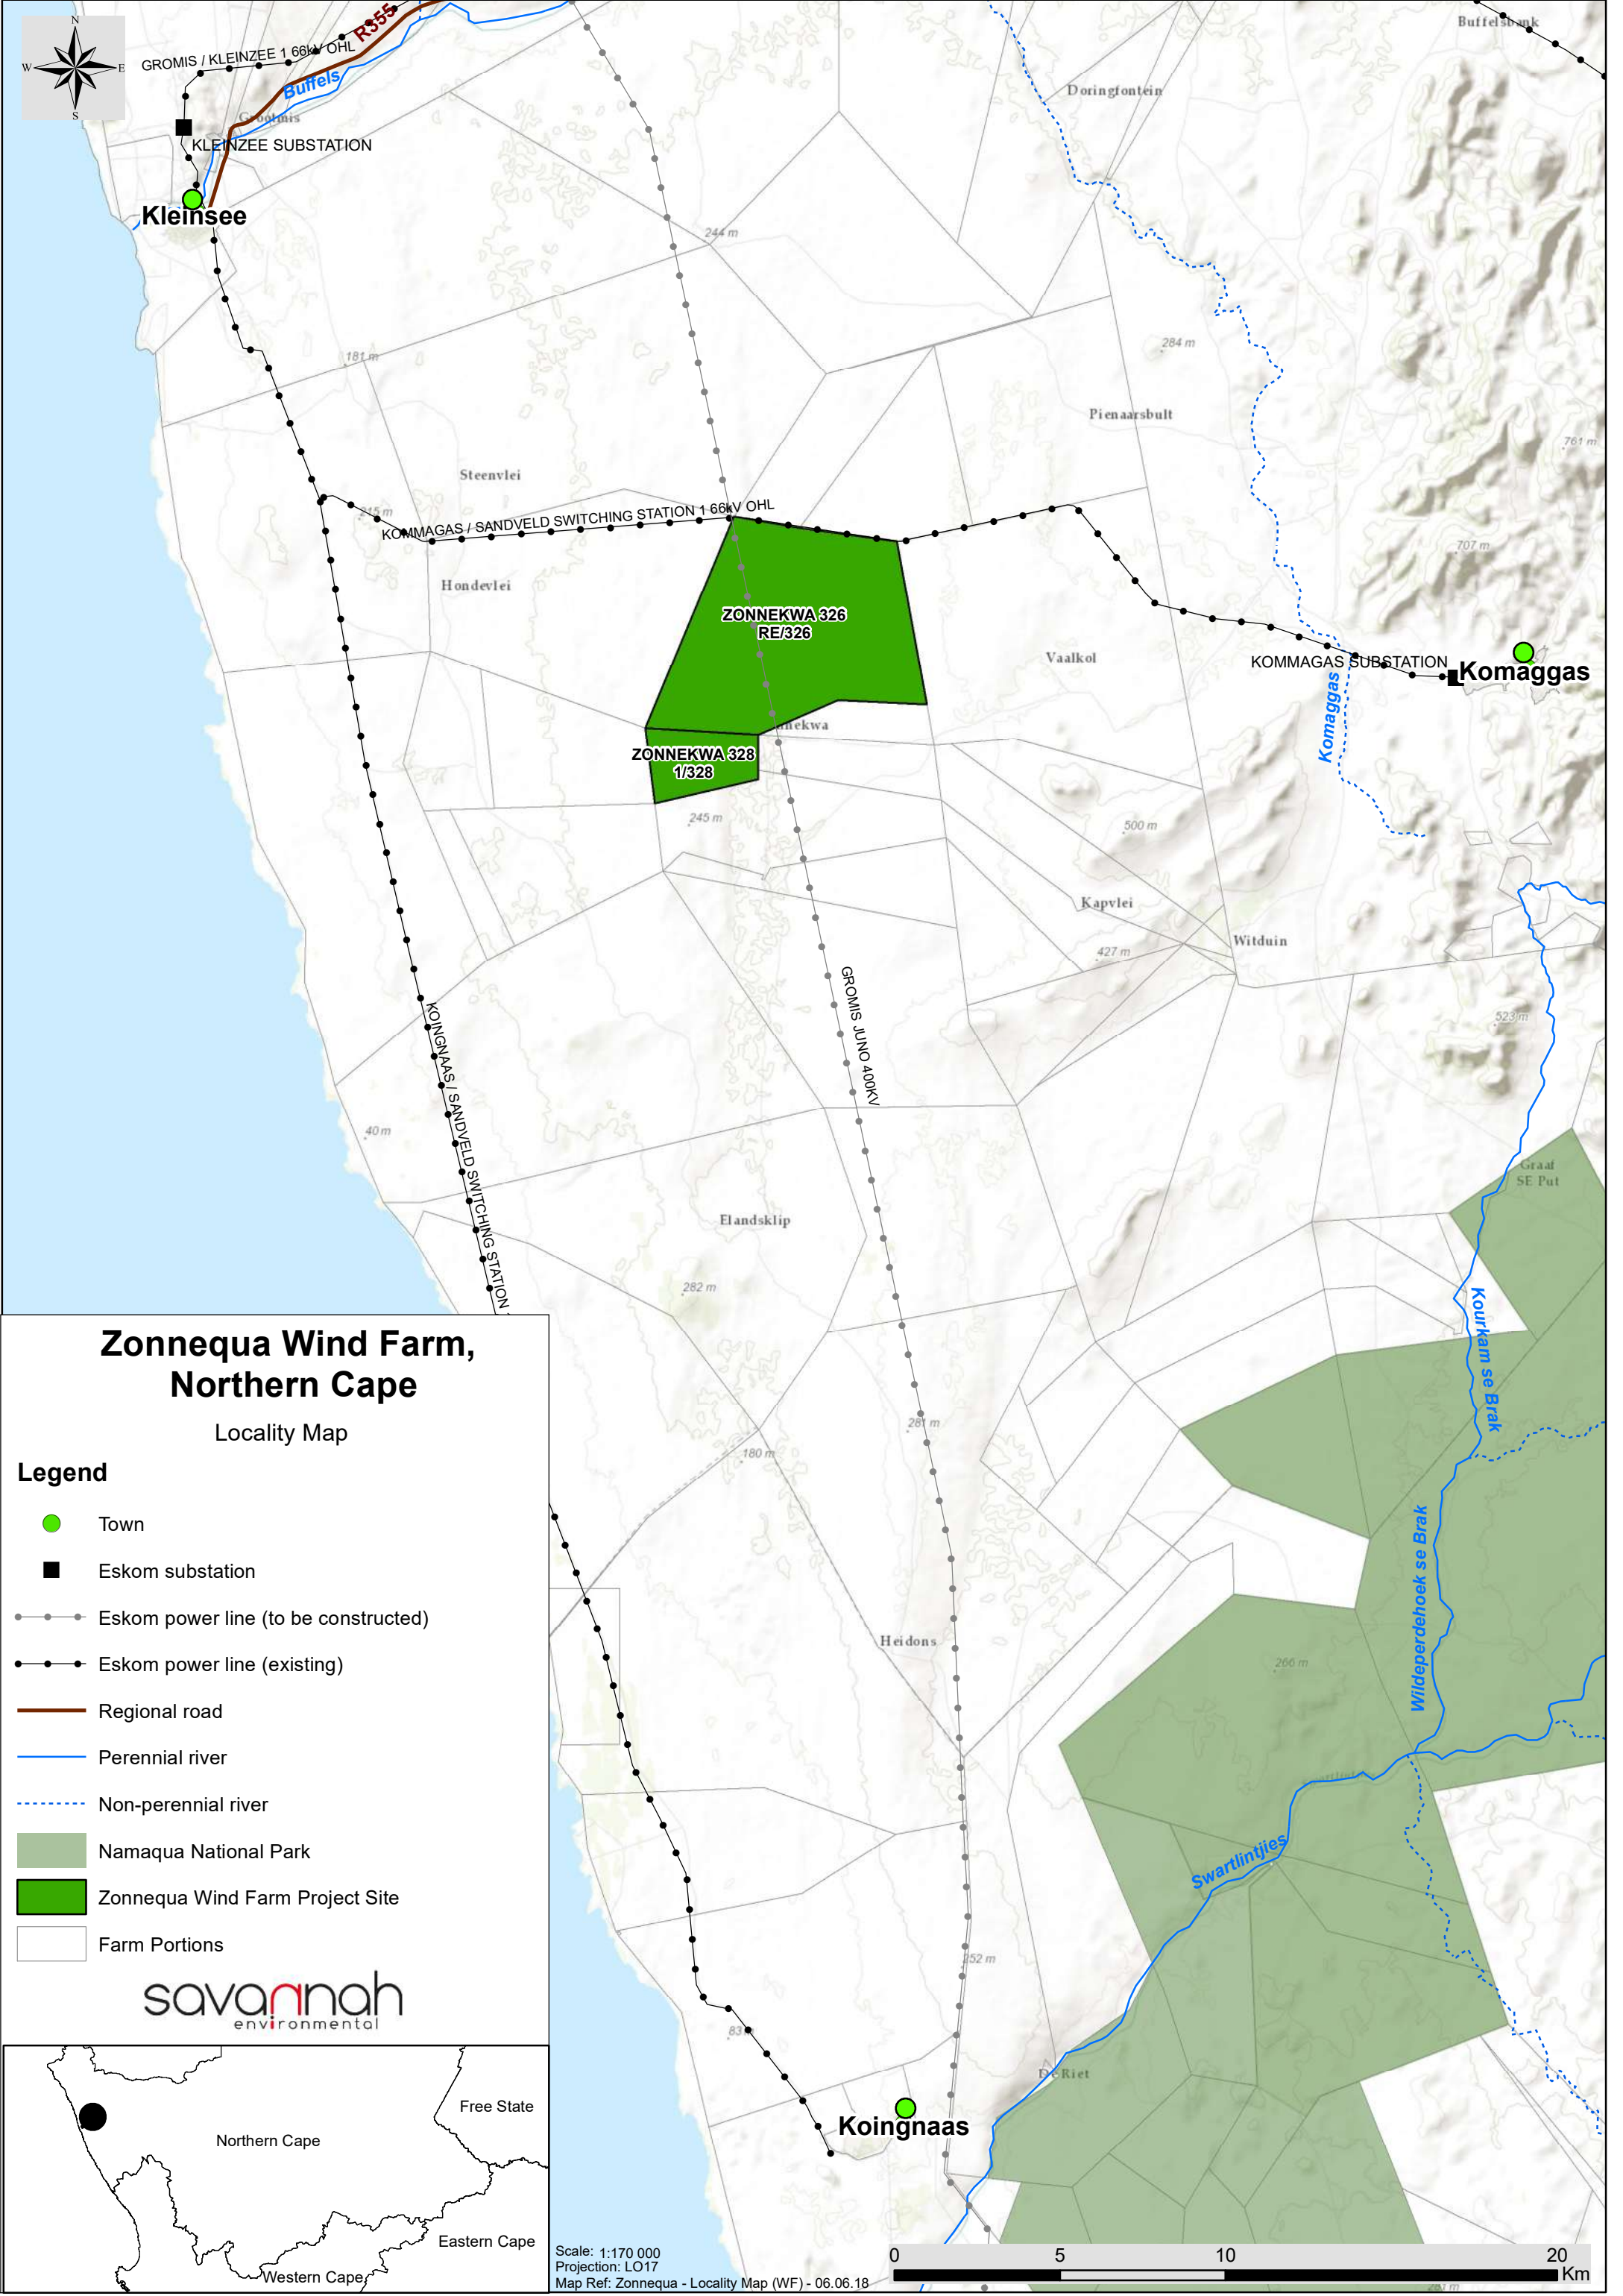 N
W
E
S
R355
GROMIS / KLEINZEE 1 66kV OHL
Buffels
Grootmis
KLEINZEE SUBSTATION
Kleinsee
Buffelsbank
Doringfontein
244 m
181 m
284 m
Pienaarsbult
761 m
Steenvlei
215 m
KOMMAGAS / SANDVELD SWITCHING STATION 1 66kV OHL
707 m
Hondevlei
ZONNEKWA 326
RE/326
Vaalkol
KOMMAGAS SUBSTATION
Komaggas
Komaggas
nekwa
ZONNEKWA 328
1/328
245 m
500 m
Kapvlei
Witduin
427 m
GROMIS JUNO 400KV
523 m
KOINGNAAS / SANDVELD SWITCHING STATION
40 m
Graaf
SE Put
Elandsklip
282 m
Kourkam se Brak
281 m
180 m
Wildeperdehoek se Brak
Heidons
266 m
Swartlintjies
252 m
83 m
De Riet
Koingnaas
Zonnequa Wind Farm,
Northern Cape
Locality Map
Legend
Town
Eskom substation
Eskom power line (to be constructed)
Eskom power line (existing)
Regional road
Perennial river
Non-perennial river
Namaqua National Park
Zonnequa Wind Farm Project Site
Farm Portions
savannah
environmental
Free State
Northern Cape
Eastern Cape
Western Cape
Scale: 1:170 000
Projection: LO17
Map Ref: Zonnequa - Locality Map (WF) - 06.06.18
0 5 10 20
Km